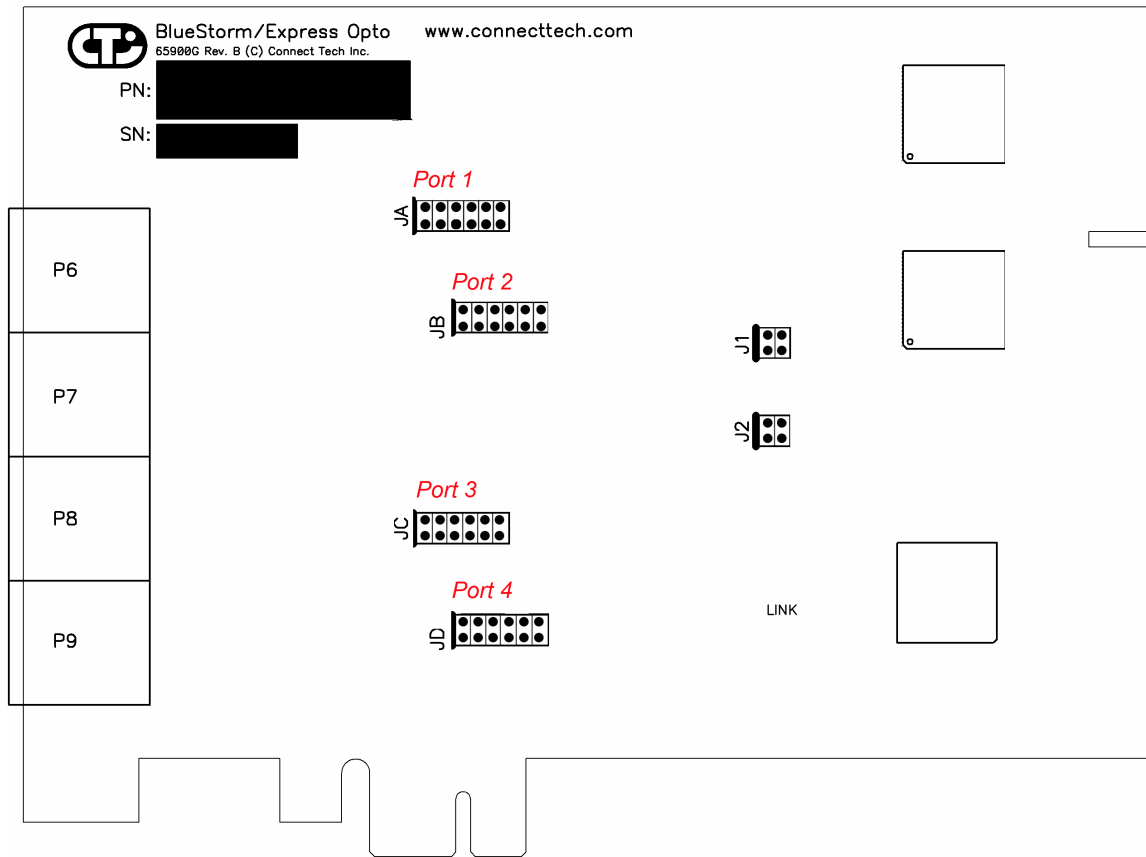 CTi
BlueStorm/Express Opto www.connecttech.com
65900G Rev. B (C) Connect Tech Inc.
PN:
SN:
Port 1
JA
P6
Port 2
JB
J1
P7
J2
Port 3
JC
P8
Port 4
JD
LINK
P9